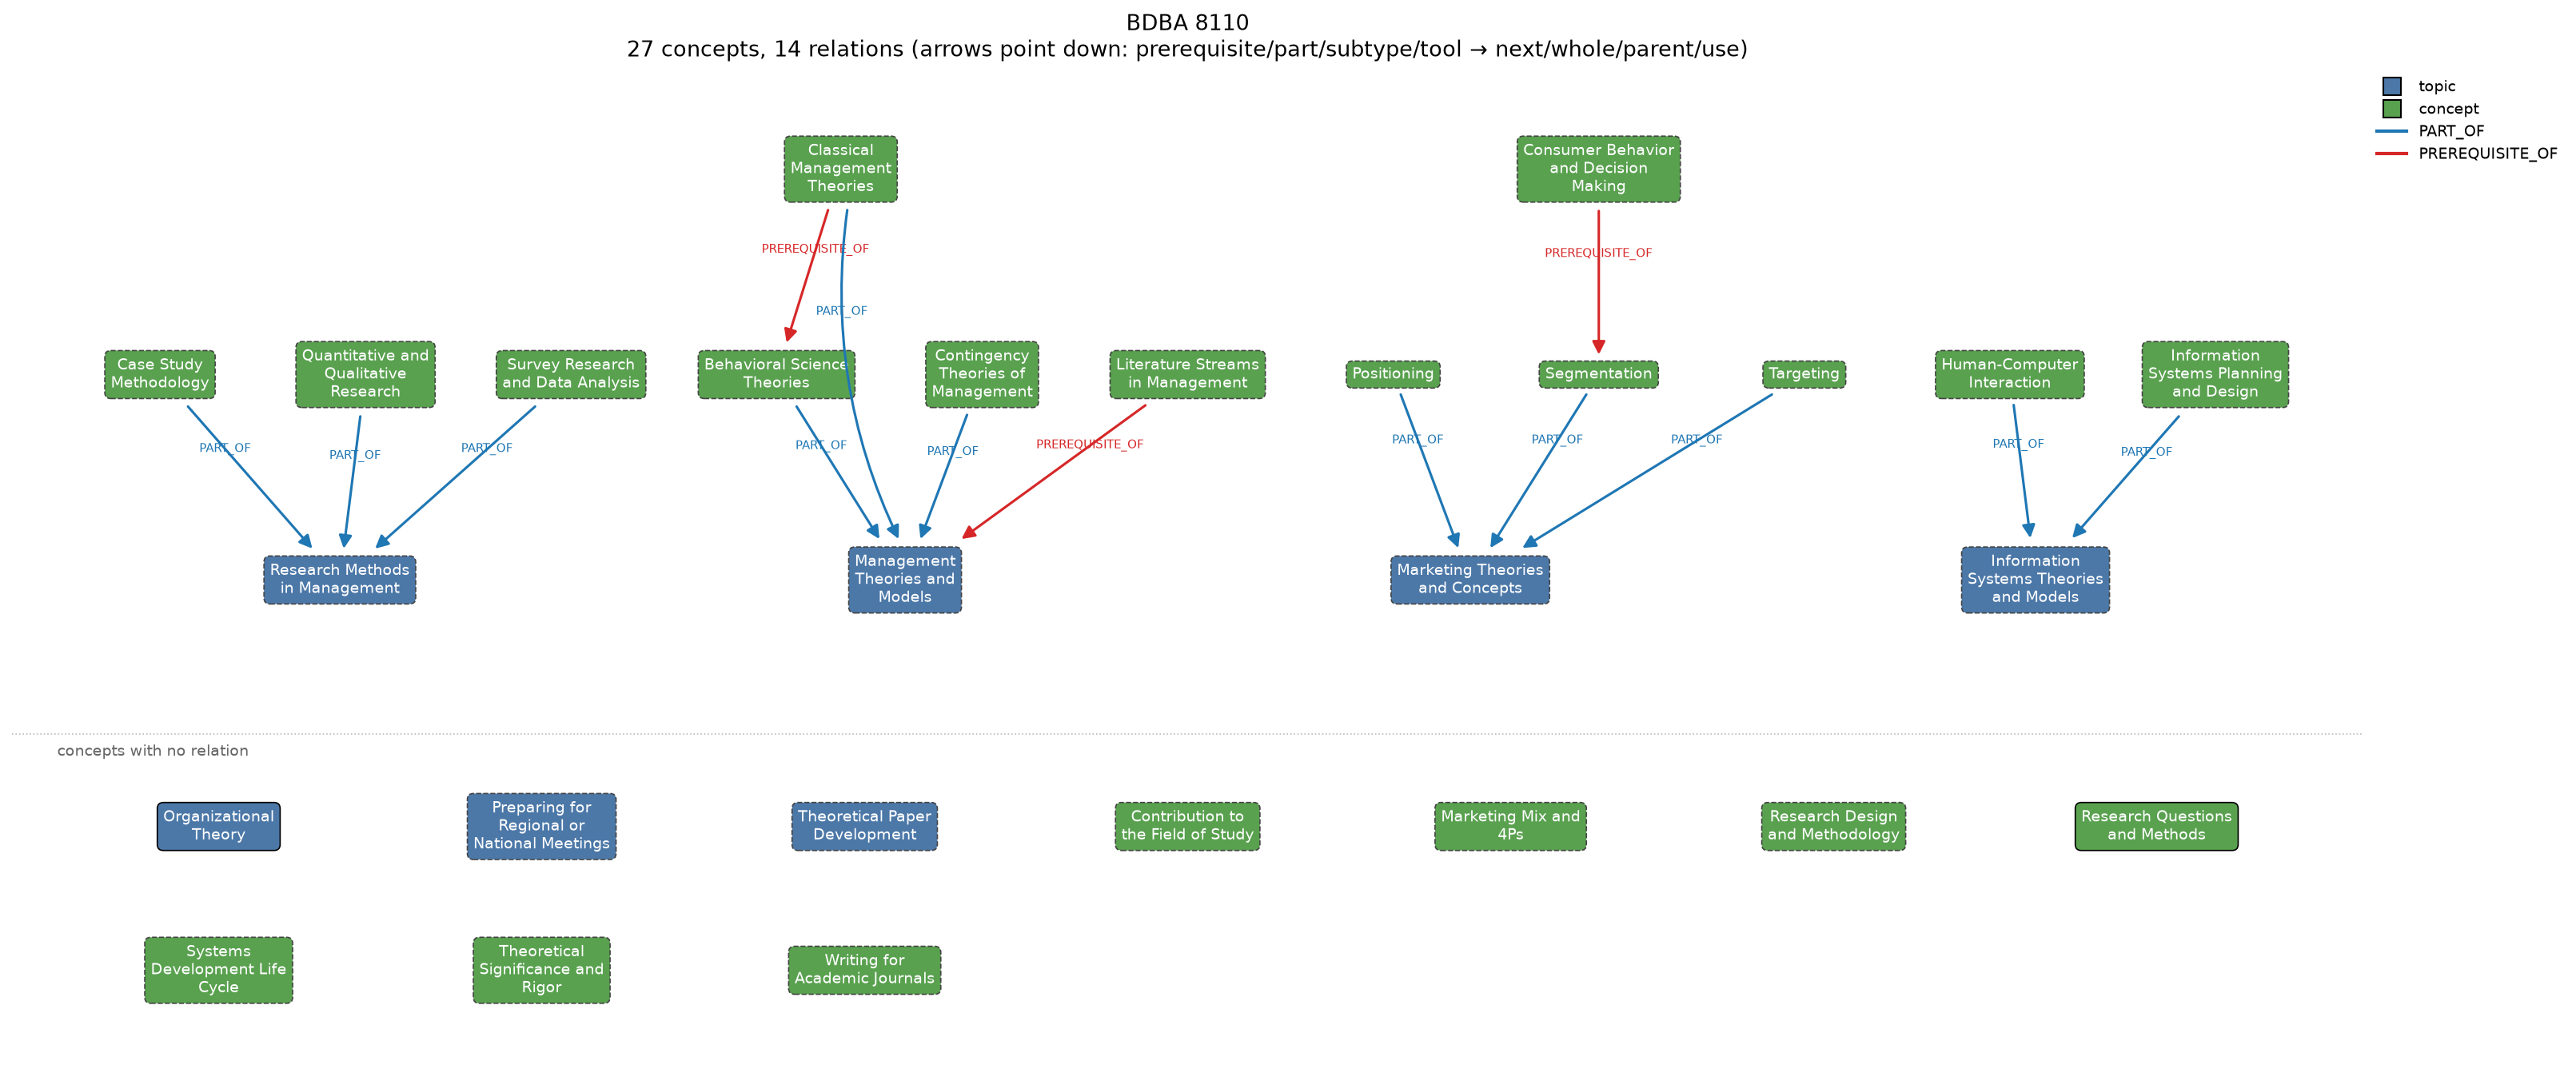 BDBA 8110
27 concepts, 14 relations (arrows point down: prerequisite/part/subtype/tool → next/whole/parent/use)
topic
concept
PART_OF
PREREQUISITE_OF
Classical
Management
Theories
Consumer Behavior
and Decision
Making
PREREQUISITE_OF
PREREQUISITE_OF
PART_OF
Case Study
Methodology
Quantitative and
Qualitative
Research
Survey Research
and Data Analysis
Behavioral Science
Theories
Contingency
Theories of
Management
Literature Streams
in Management
Positioning
Segmentation
Targeting
Human-Computer
Interaction
Information
Systems Planning
and Design
PART_OF
PART_OF
PART_OF
PART_OF
PART_OF
PREREQUISITE_OF
PART_OF
PART_OF
PART_OF
PART_OF
PART_OF
Research Methods
in Management
Management
Theories and
Models
Marketing Theories
and Concepts
Information
Systems Theories
and Models
concepts with no relation
Organizational
Theory
Preparing for
Regional or
National Meetings
Theoretical Paper
Development
Contribution to
the Field of Study
Marketing Mix and
4Ps
Research Design
and Methodology
Research Questions
and Methods
Systems
Development Life
Cycle
Theoretical
Significance and
Rigor
Writing for
Academic Journals